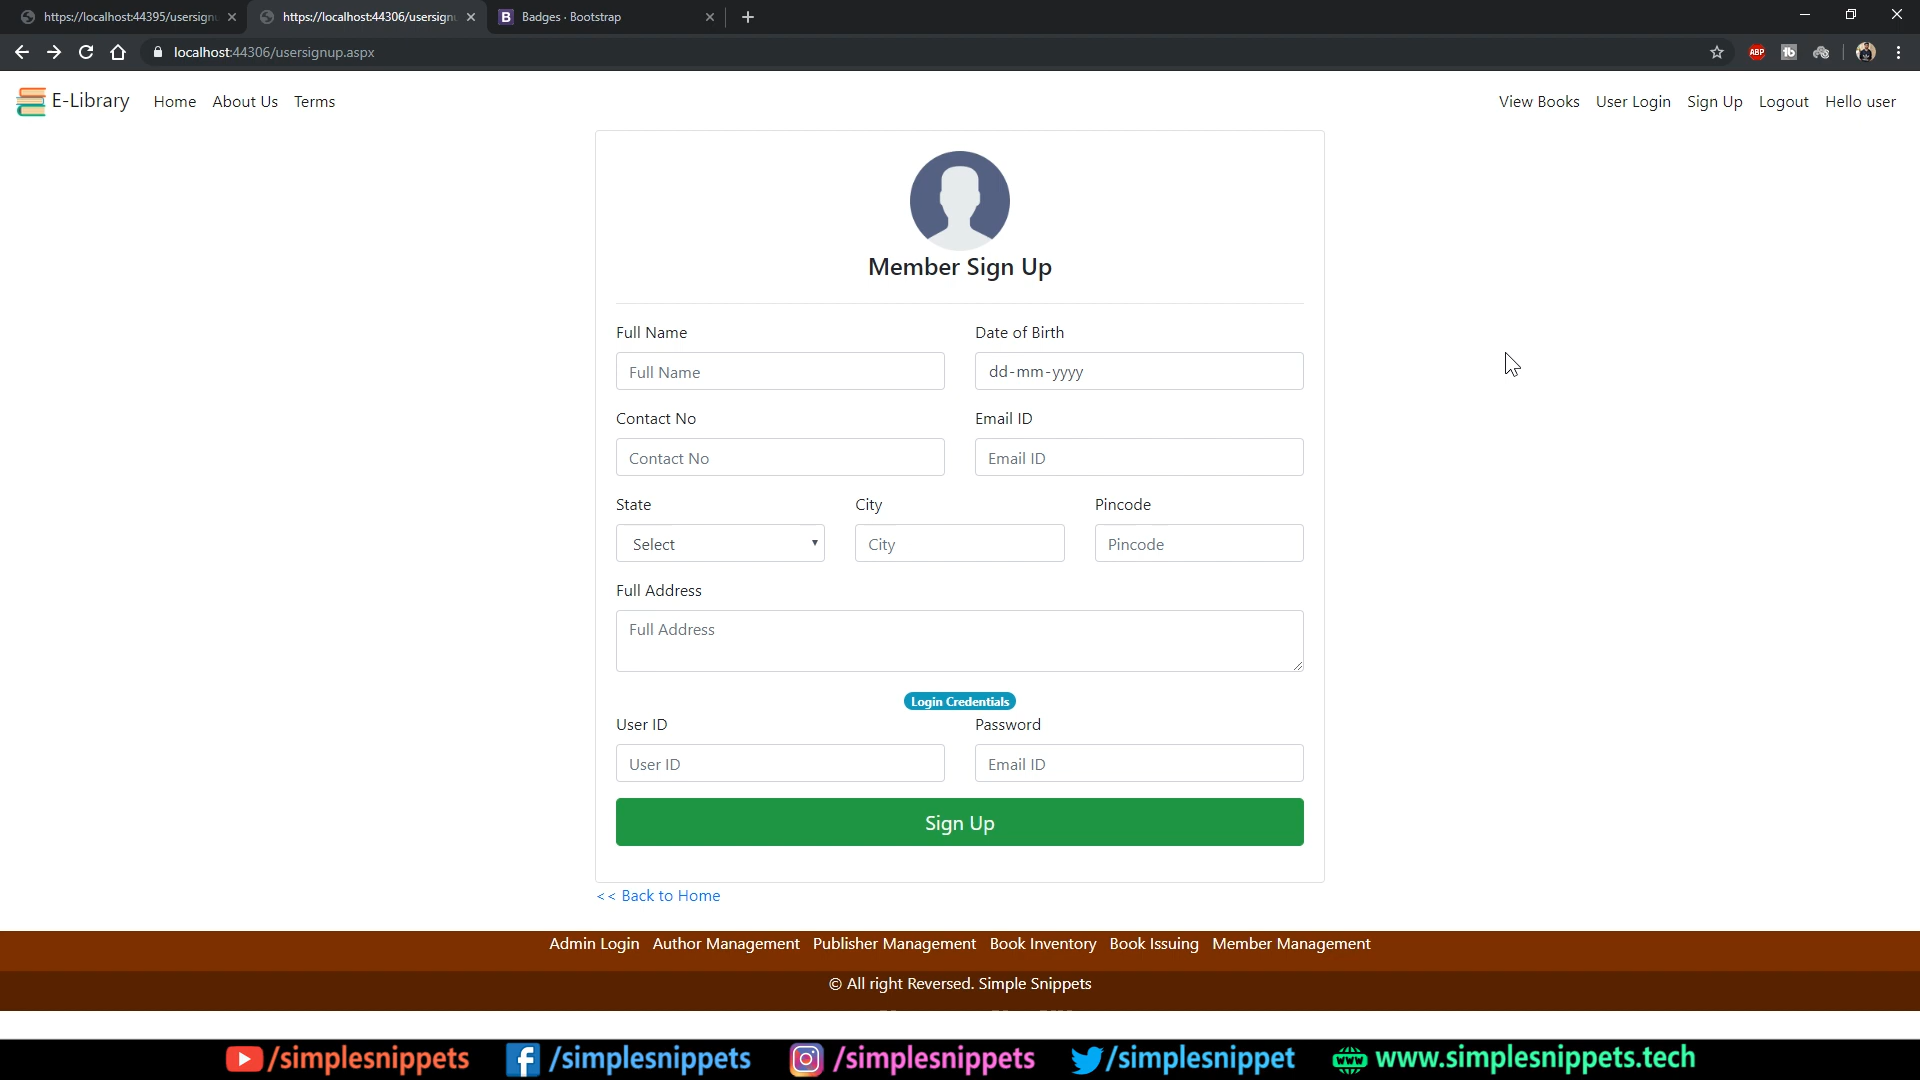 https://localhost:44395/usersign
https://localhost:44306/usersign
B Badges · Bootstrap
localhost:44306/usersignup.aspx
ABP
E-Library Home About Us Terms
View Books User Login Sign Up Logout Hello user
Member Sign Up
Full Name Date of Birth
Full Name dd-mm-yyyy
Contact No Email ID
Contact No Email ID
State City Pincode
Select City Pincode
Full Address
Full Address
Login Credentials
User ID Password
User ID Email ID
Sign Up
<< Back to Home
Admin Login Author Management Publisher Management Book Inventory Book Issuing Member Management
© All right Reversed. Simple Snippets
/simplesnippets /simplesnippets /simplesnippets /simplesnippet www.simplesnippets.tech